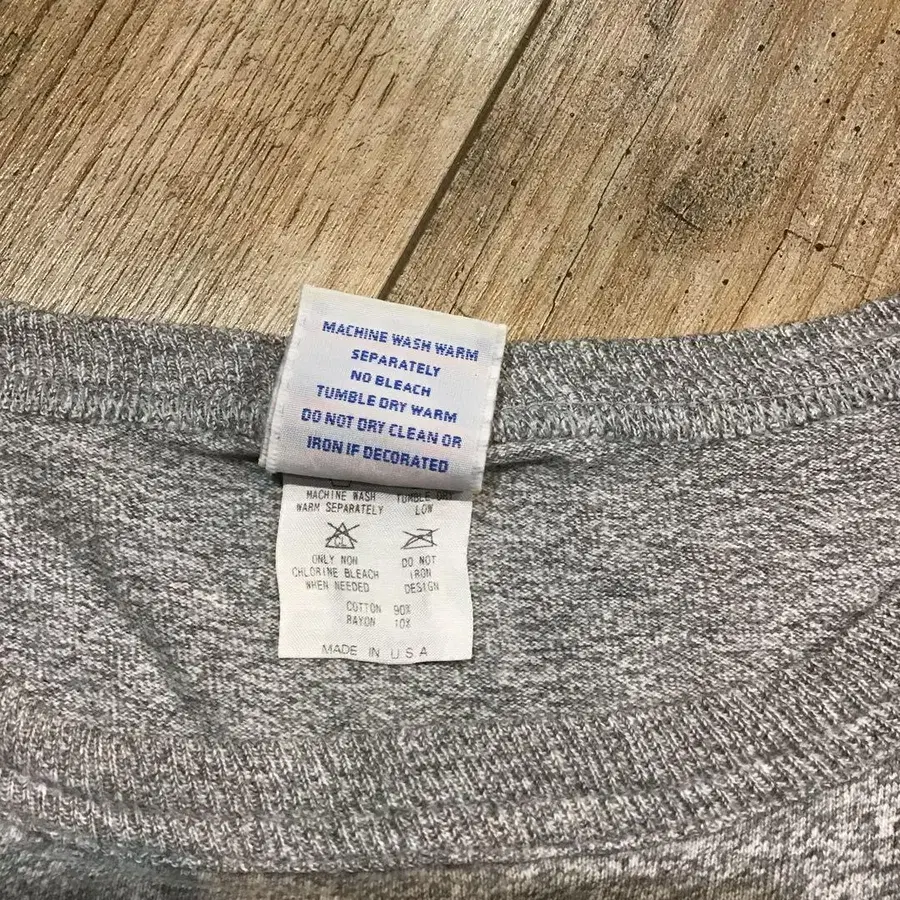 MACHINE WASH WARM
SEPARATELY
NO BLEACH
TUMBLE DRY WARM
DO NOT DRY CLEAN OR
IRON IF DECORATED
MACHINE WASH
WARM SEPARATELY
TUMBLE DRY
LOW
CL
ONLY NON
CHLORINE BLEACH
WHEN NEEDED
DO NOT
IRON
DESIGN
COTTON 90%
RAYON 10%
MADE IN U S A